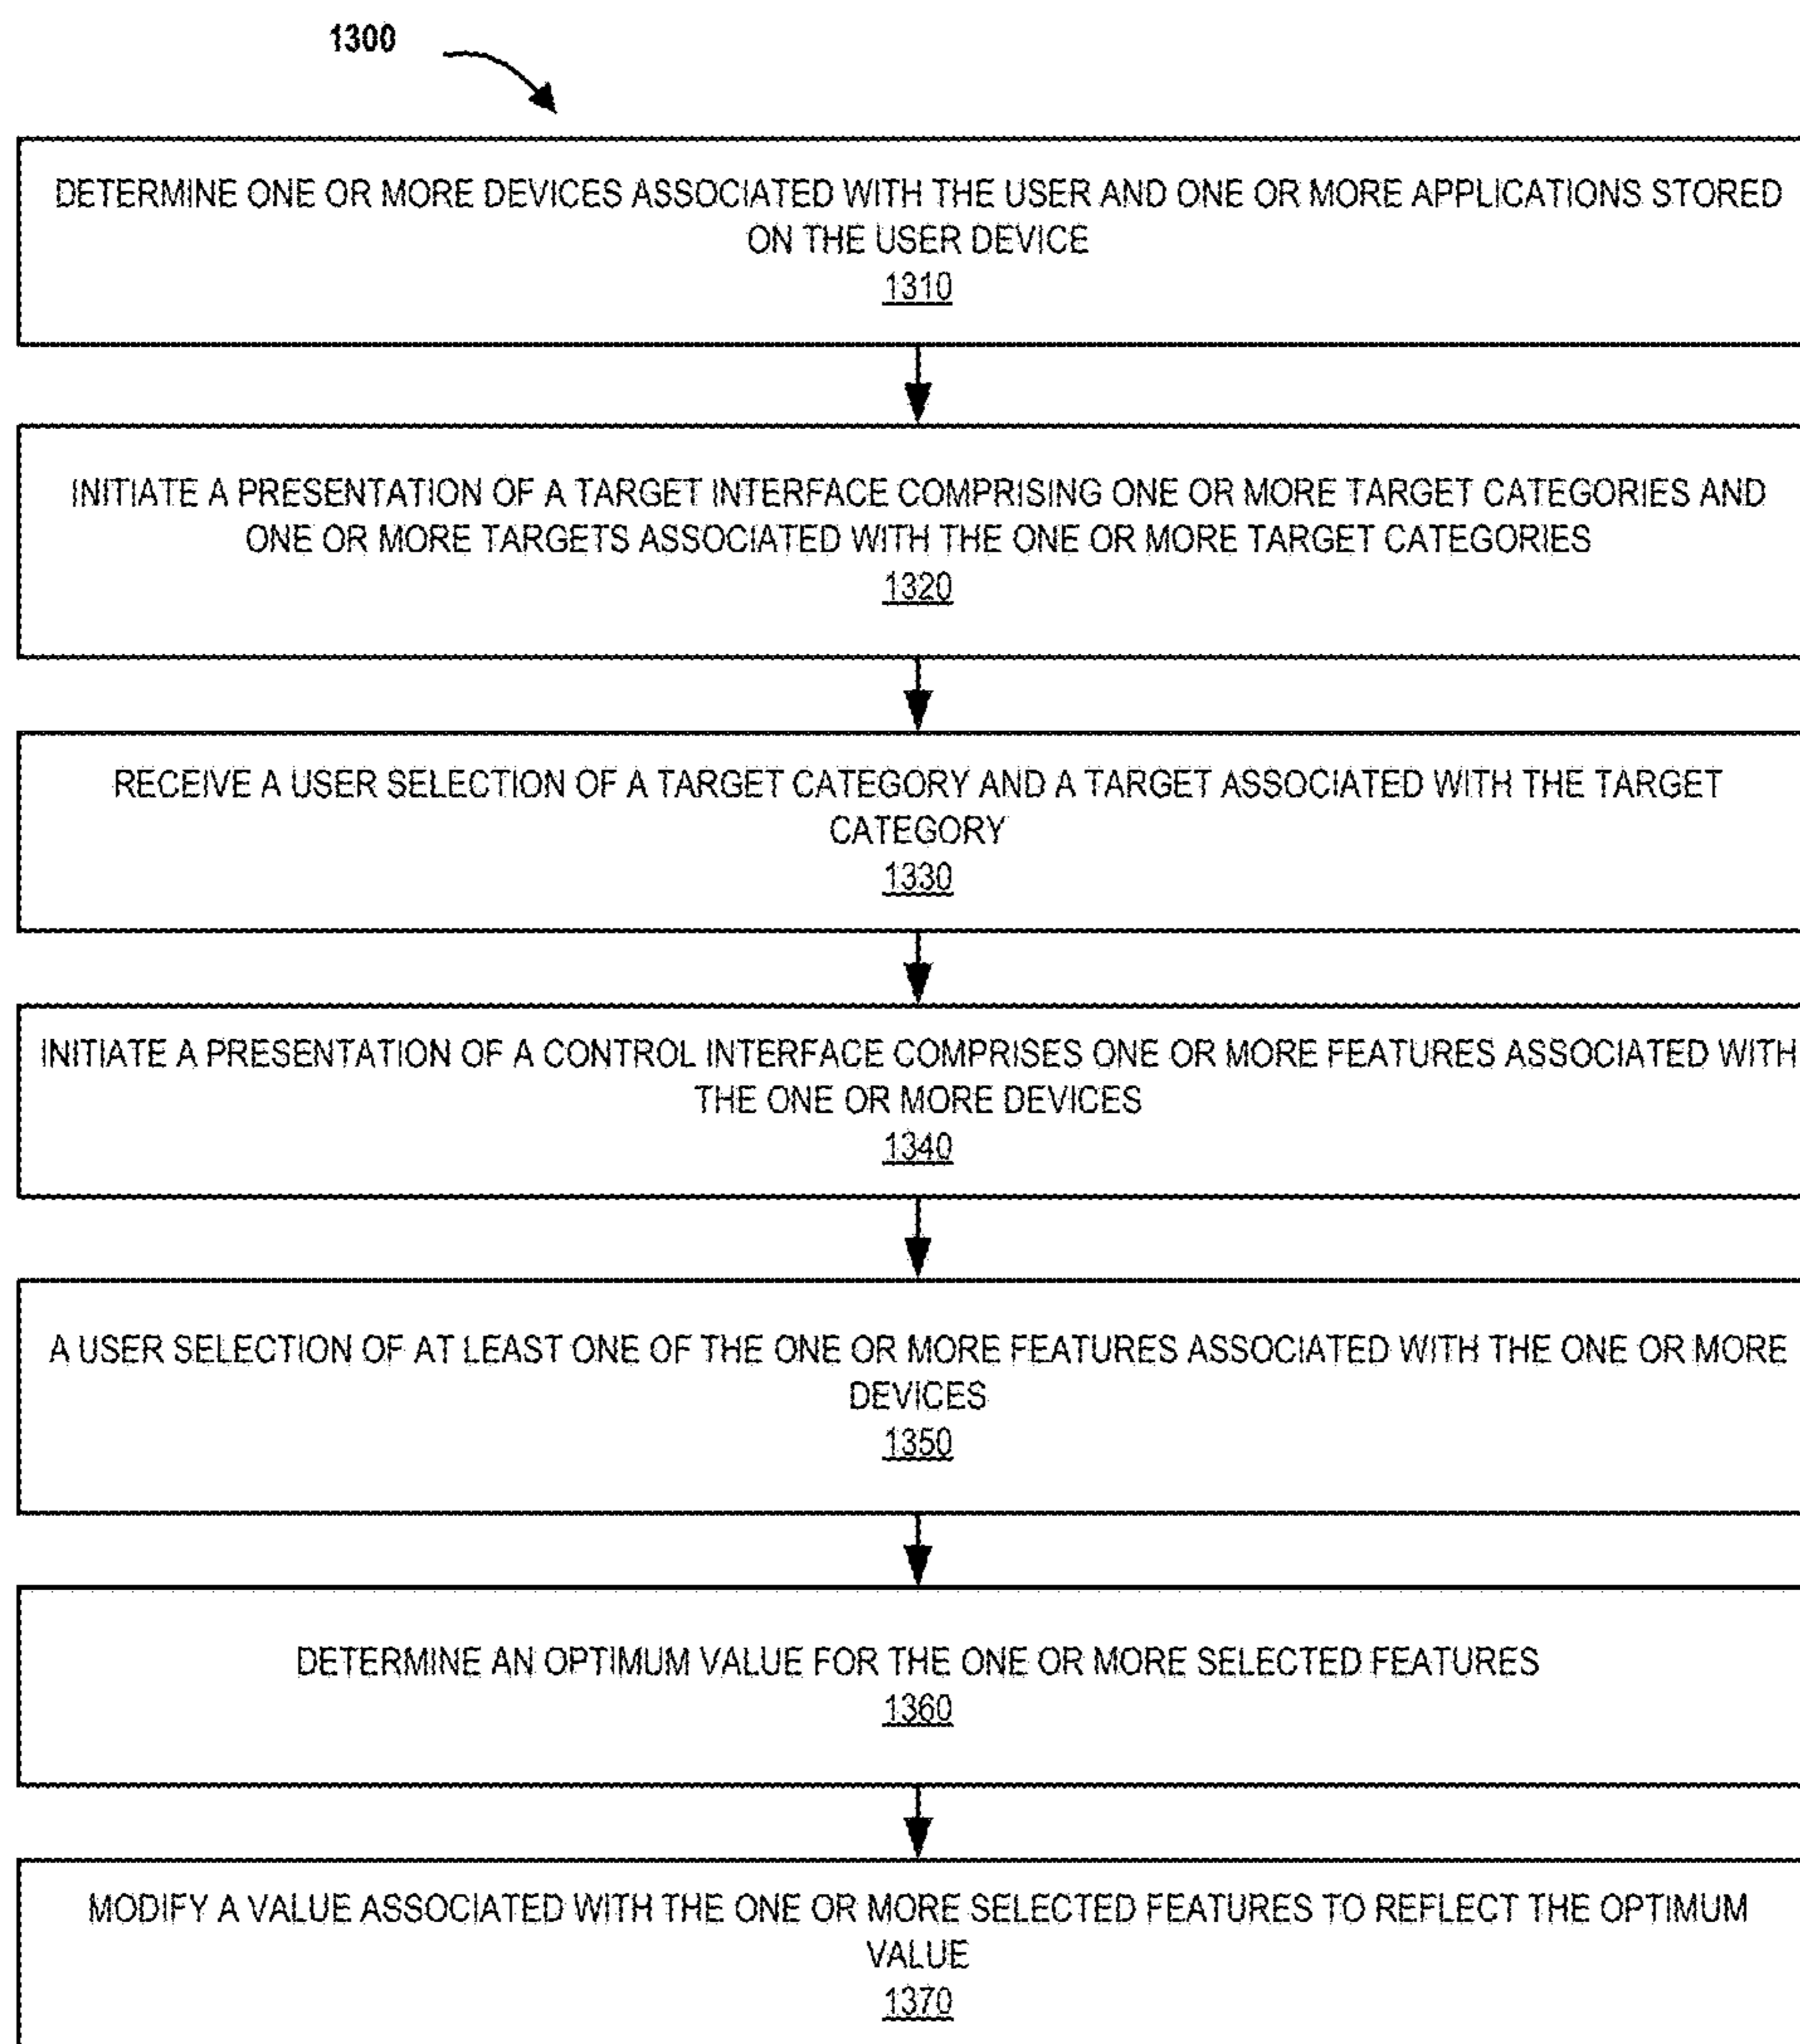 1300
DETERMINE ONE OR MORE DEVICES ASSOCIATED WITH THE USER AND ONE OR MORE APPLICATIONS STORED
ON THE USER DEVICE
1310
INITIATE A PRESENTATION OF A TARGET INTERFACE COMPRISING ONE OR MORE TARGET CATEGORIES AND
ONE OR MORE TARGETS ASSOCIATED WITH THE ONE OR MORE TARGET CATEGORIES
1320
RECEIVE A USER SELECTION OF A TARGET CATEGORY AND A TARGET ASSOCIATED WITH THE TARGET
CATEGORY
1330
INITIATE A PRESENTATION OF A CONTROL INTERFACE COMPRISES ONE OR MORE FEATURES ASSOCIATED WITH
THE ONE OR MORE DEVICES
1340
A USER SELECTION OF AT LEAST ONE OF THE ONE OR MORE FEATURES ASSOCIATED WITH THE ONE OR MORE
DEVICES
1350
DETERMINE AN OPTIMUM VALUE FOR THE ONE OR MORE SELECTED FEATURES
1360
MODIFY A VALUE ASSOCIATED WITH THE ONE OR MORE SELECTED FEATURES TO REFLECT THE OPTIMUM
VALUE
1370